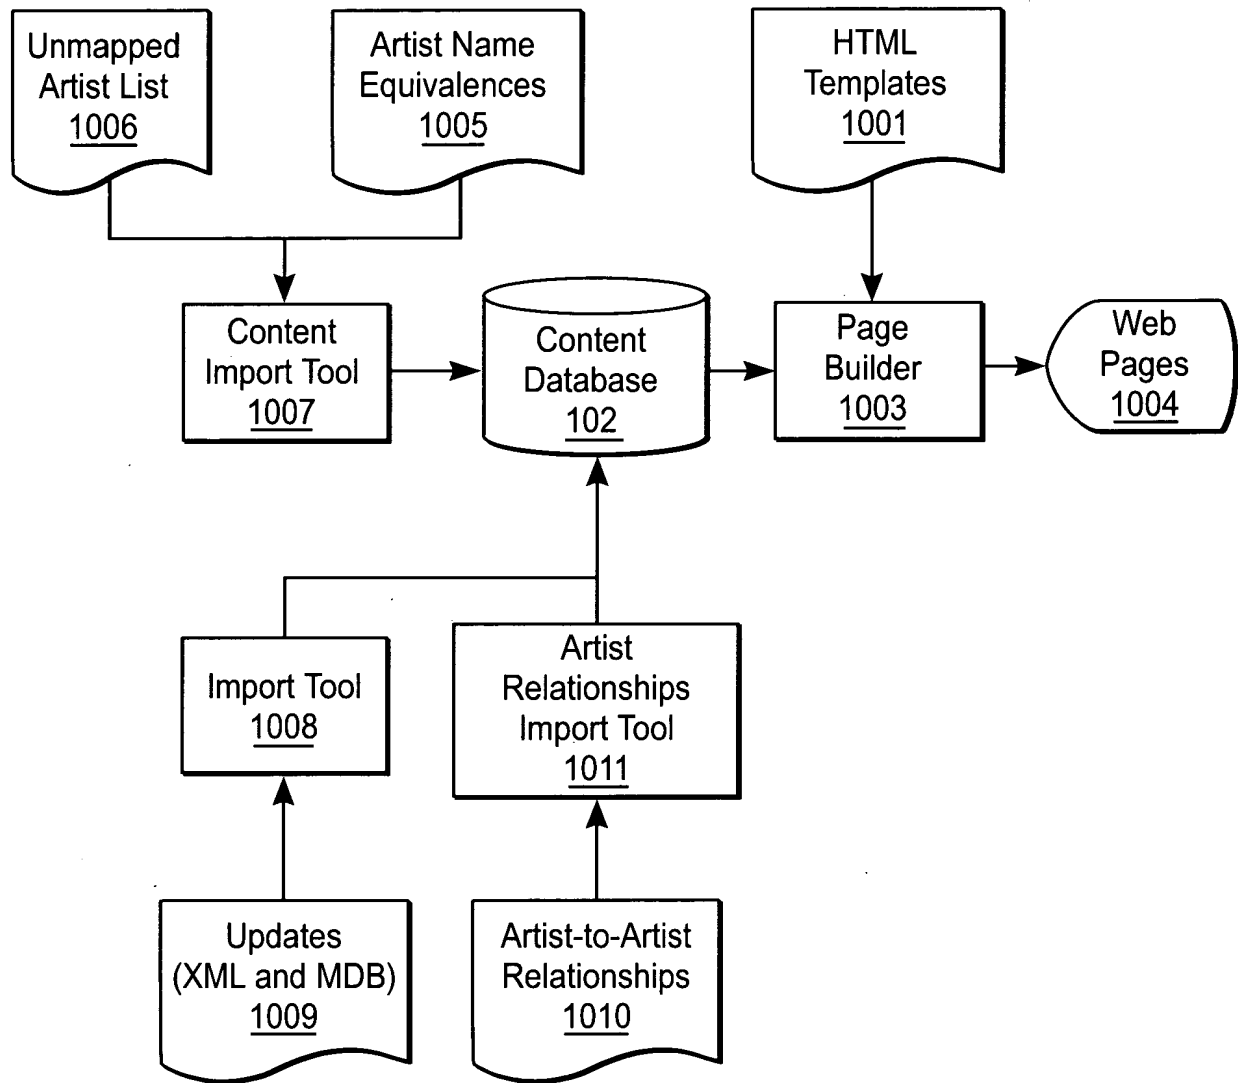 Unmapped
Artist List
1006
Artist Name
Equivalences
1005
HTML
Templates
1001
Content
Import Tool
1007
Content
Database
102
Page
Builder
1003
Web
Pages
1004
Import Tool
1008
Artist
Relationships
Import Tool
1011
Updates
(XML and MDB)
1009
Artist-to-Artist
Relationships
1010